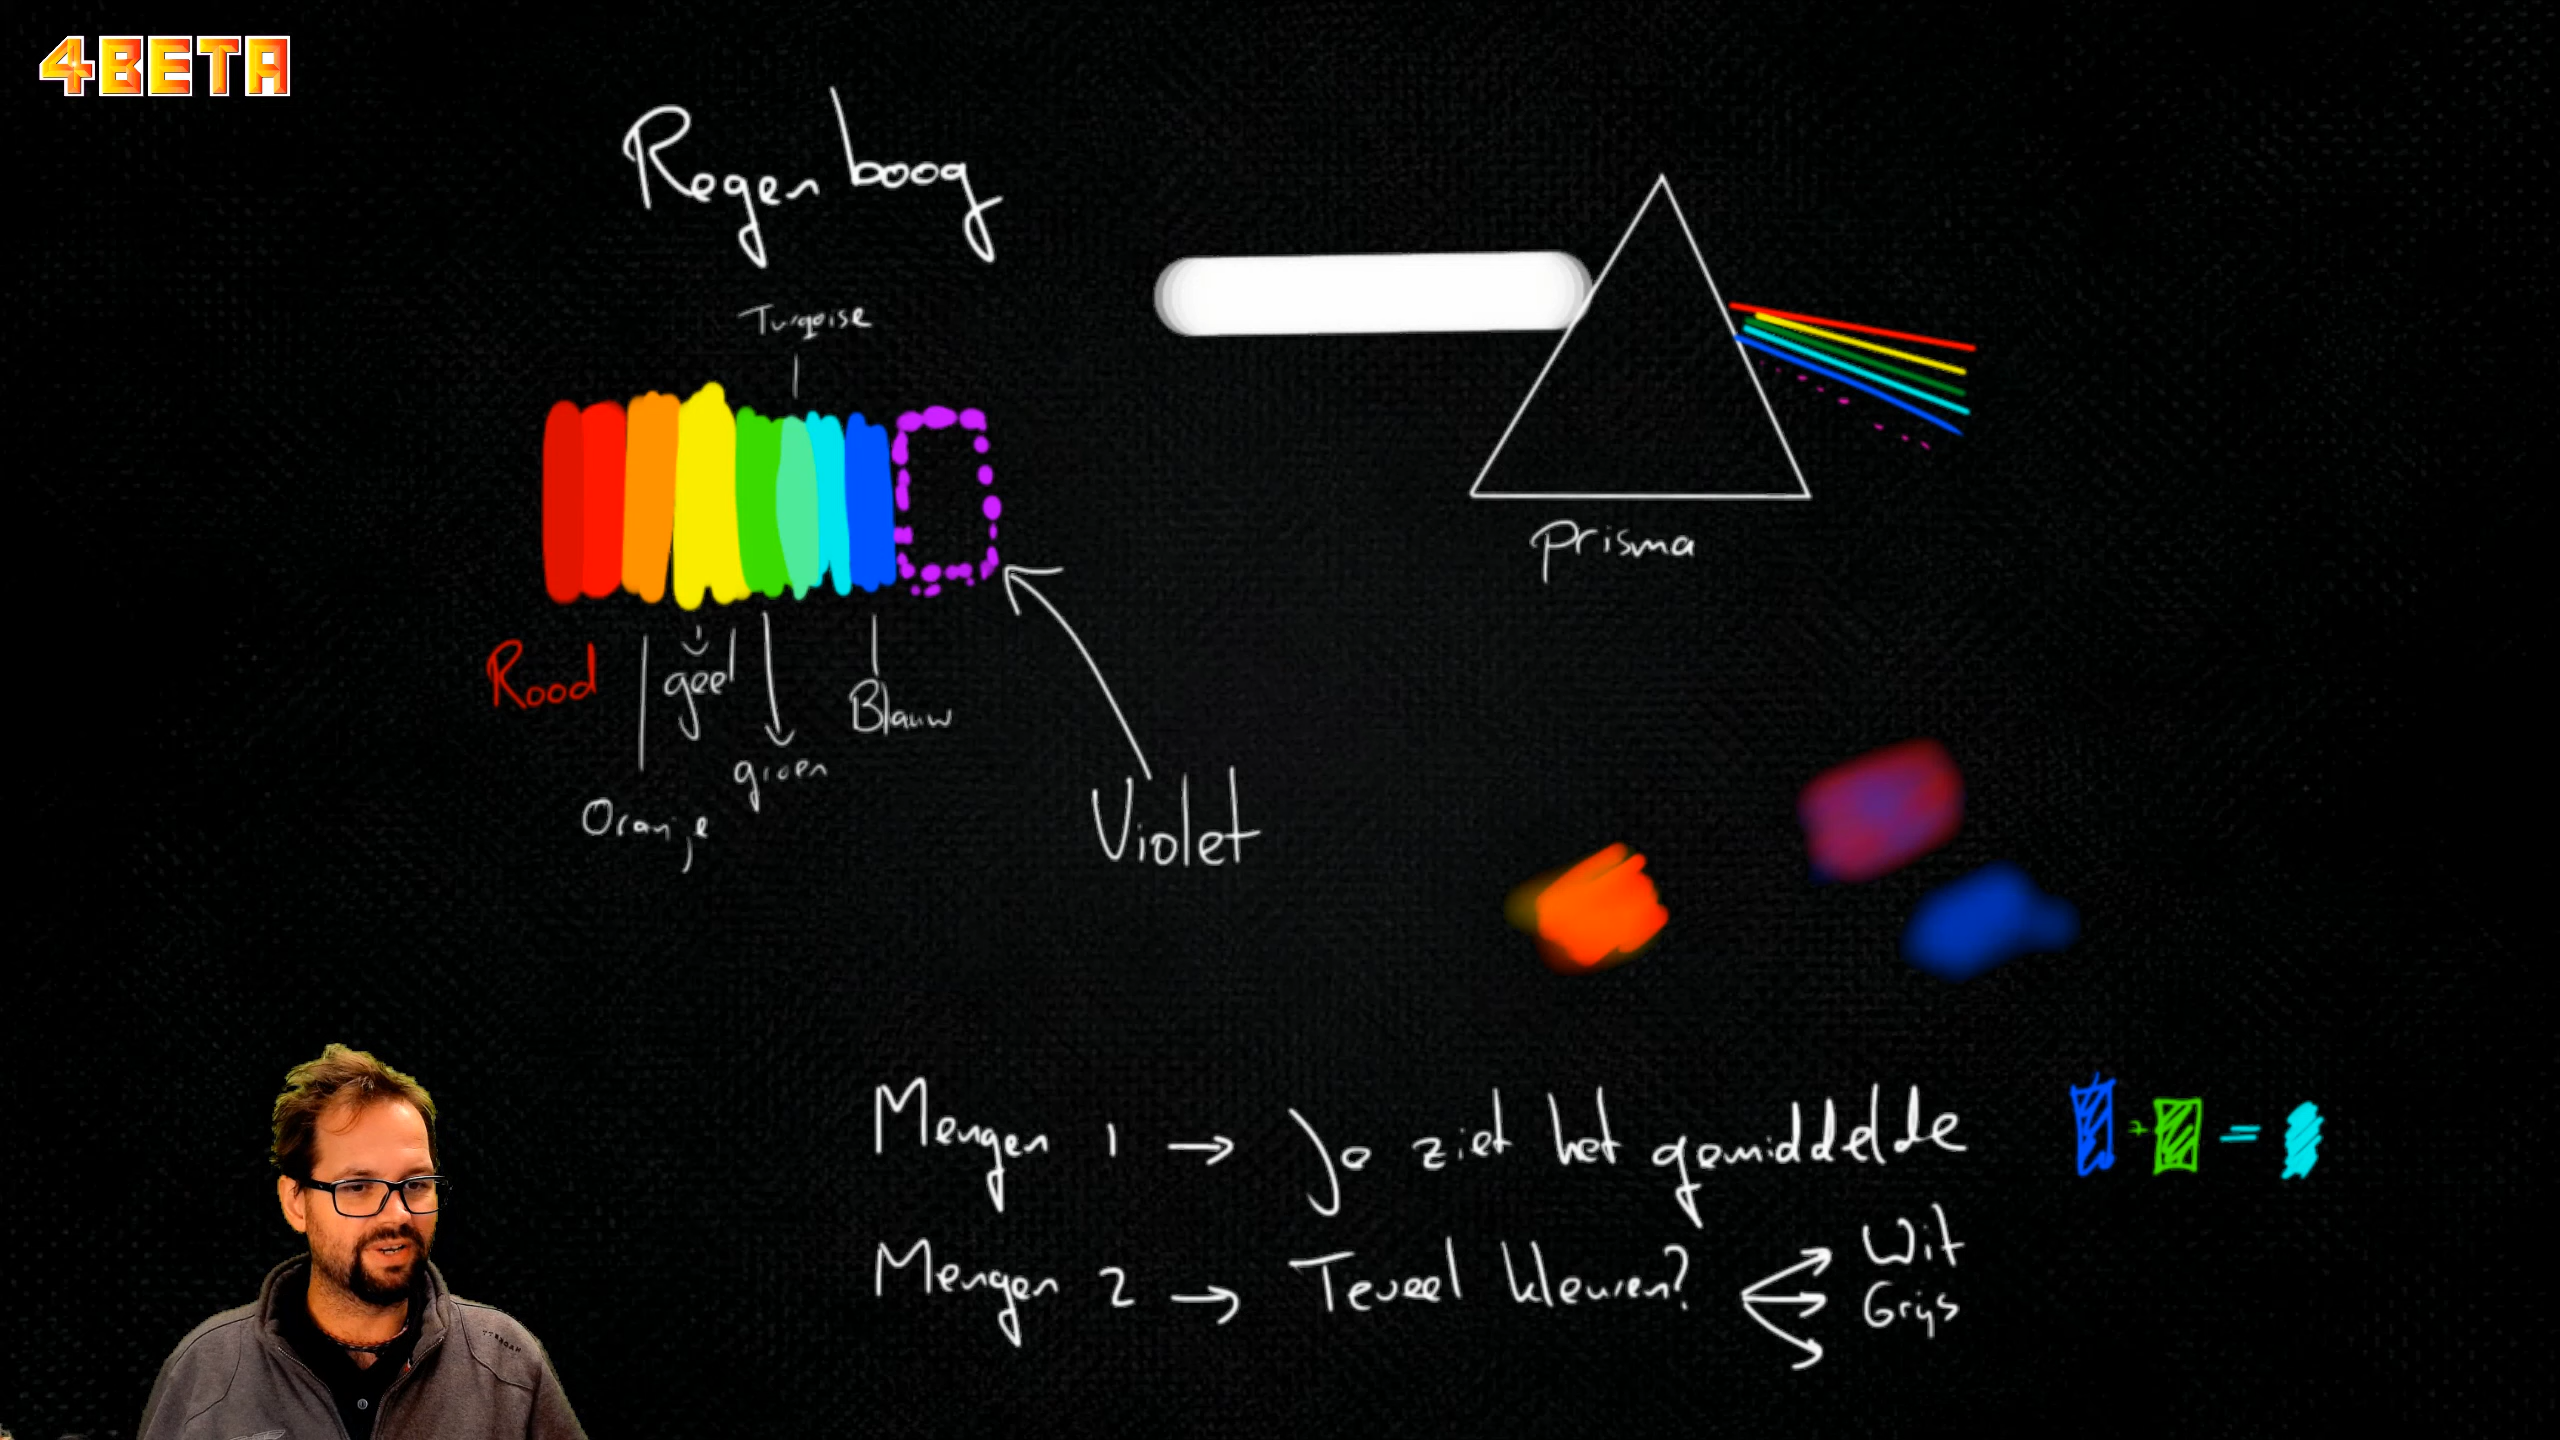 4BETA
Regenboog
Turqoise
Rood
geel
Blauw
groen
Oranje
Violet
Prisma
Mengen 1 → Je ziet het gemiddelde + =
Mengen 2 → Teveel kleuren?
Wit
Grijs